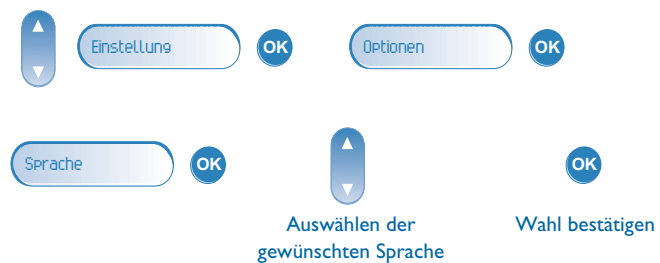 Einstellung OK Optionen OK
Sprache OK OK
Auswählen der Wahl bestätigen
gewünschten Sprache